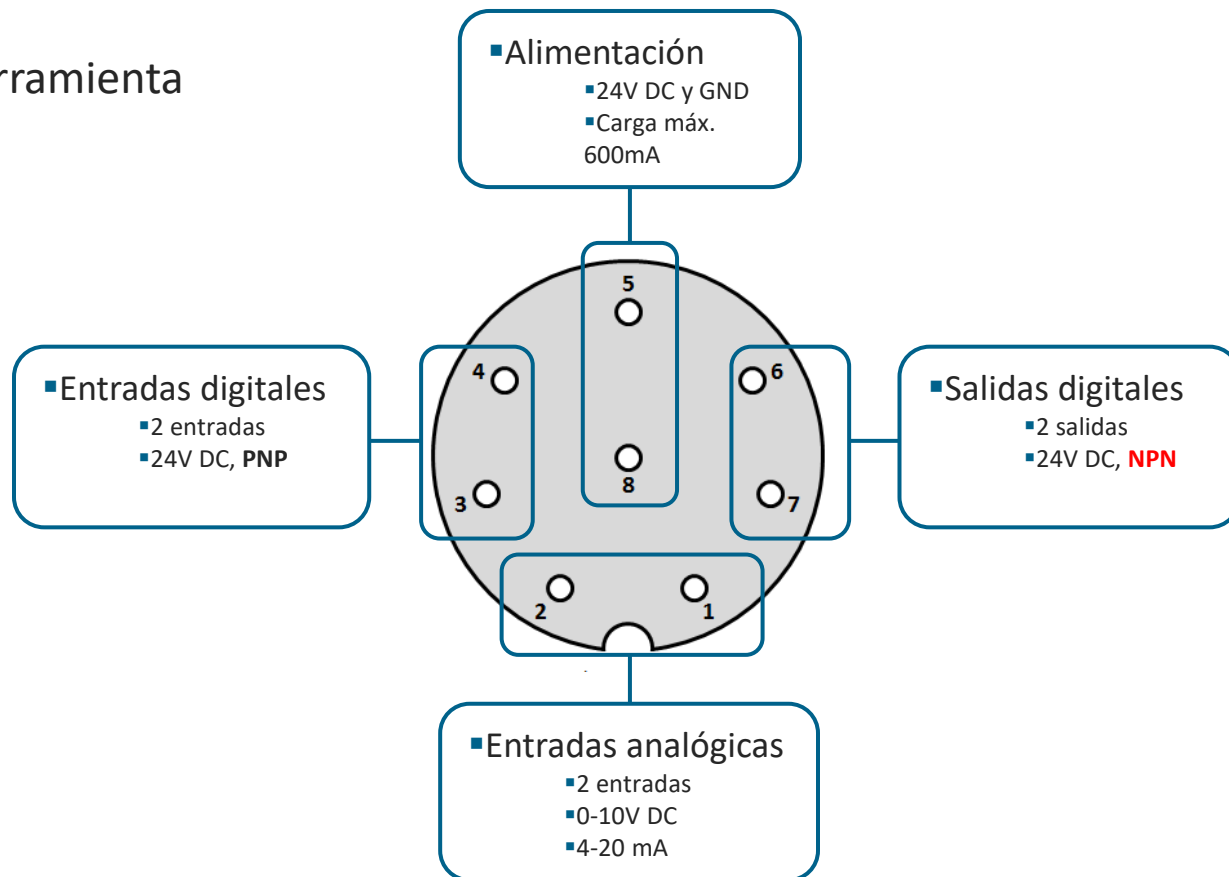 rramienta
▪Alimentación
▪24V DC y GND
▪Carga máx.
600mA
5
4
6
▪Entradas digitales
▪2 entradas
▪24V DC, PNP
▪Salidas digitales
▪2 salidas
▪24V DC, NPN
8
3
7
2
1
▪Entradas analógicas
▪2 entradas
▪0-10V DC
▪4-20 mA